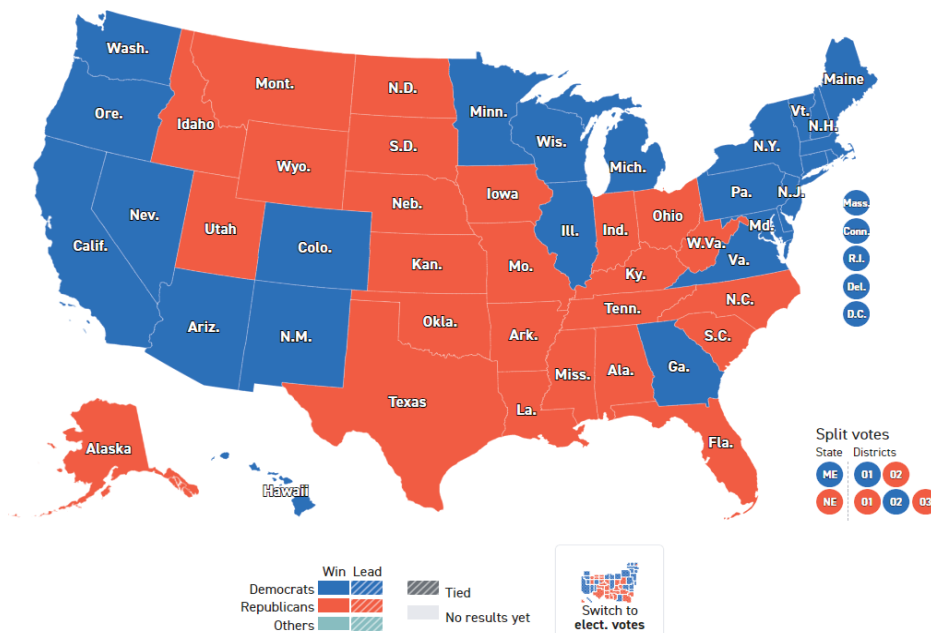 Wash.
Mont.
N.D.
Minn.
Maine
Ore.
Idaho
Vt.
N.H.
S.D.
Wis.
N.Y.
Wyo.
Mich.
Iowa
Pa.
N.J.
Neb.
Nev.
Utah
Ohio
Mass.
Calif.
Colo.
Ill.
Ind.
W.Va.
Md.
Conn.
Kan.
Mo.
Ky.
Va.
R.I.
Del.
N.C.
Tenn.
D.C.
Ariz.
N.M.
Okla.
Ark.
S.C.
Miss.
Ala.
Ga.
Texas
La.
Fla.
Alaska
Hawaii
Split votes
State Districts
ME 01 02
NE 01 02 03
Win Lead
Democrats
Republicans
Others
Tied
No results yet
Switch to
elect. votes